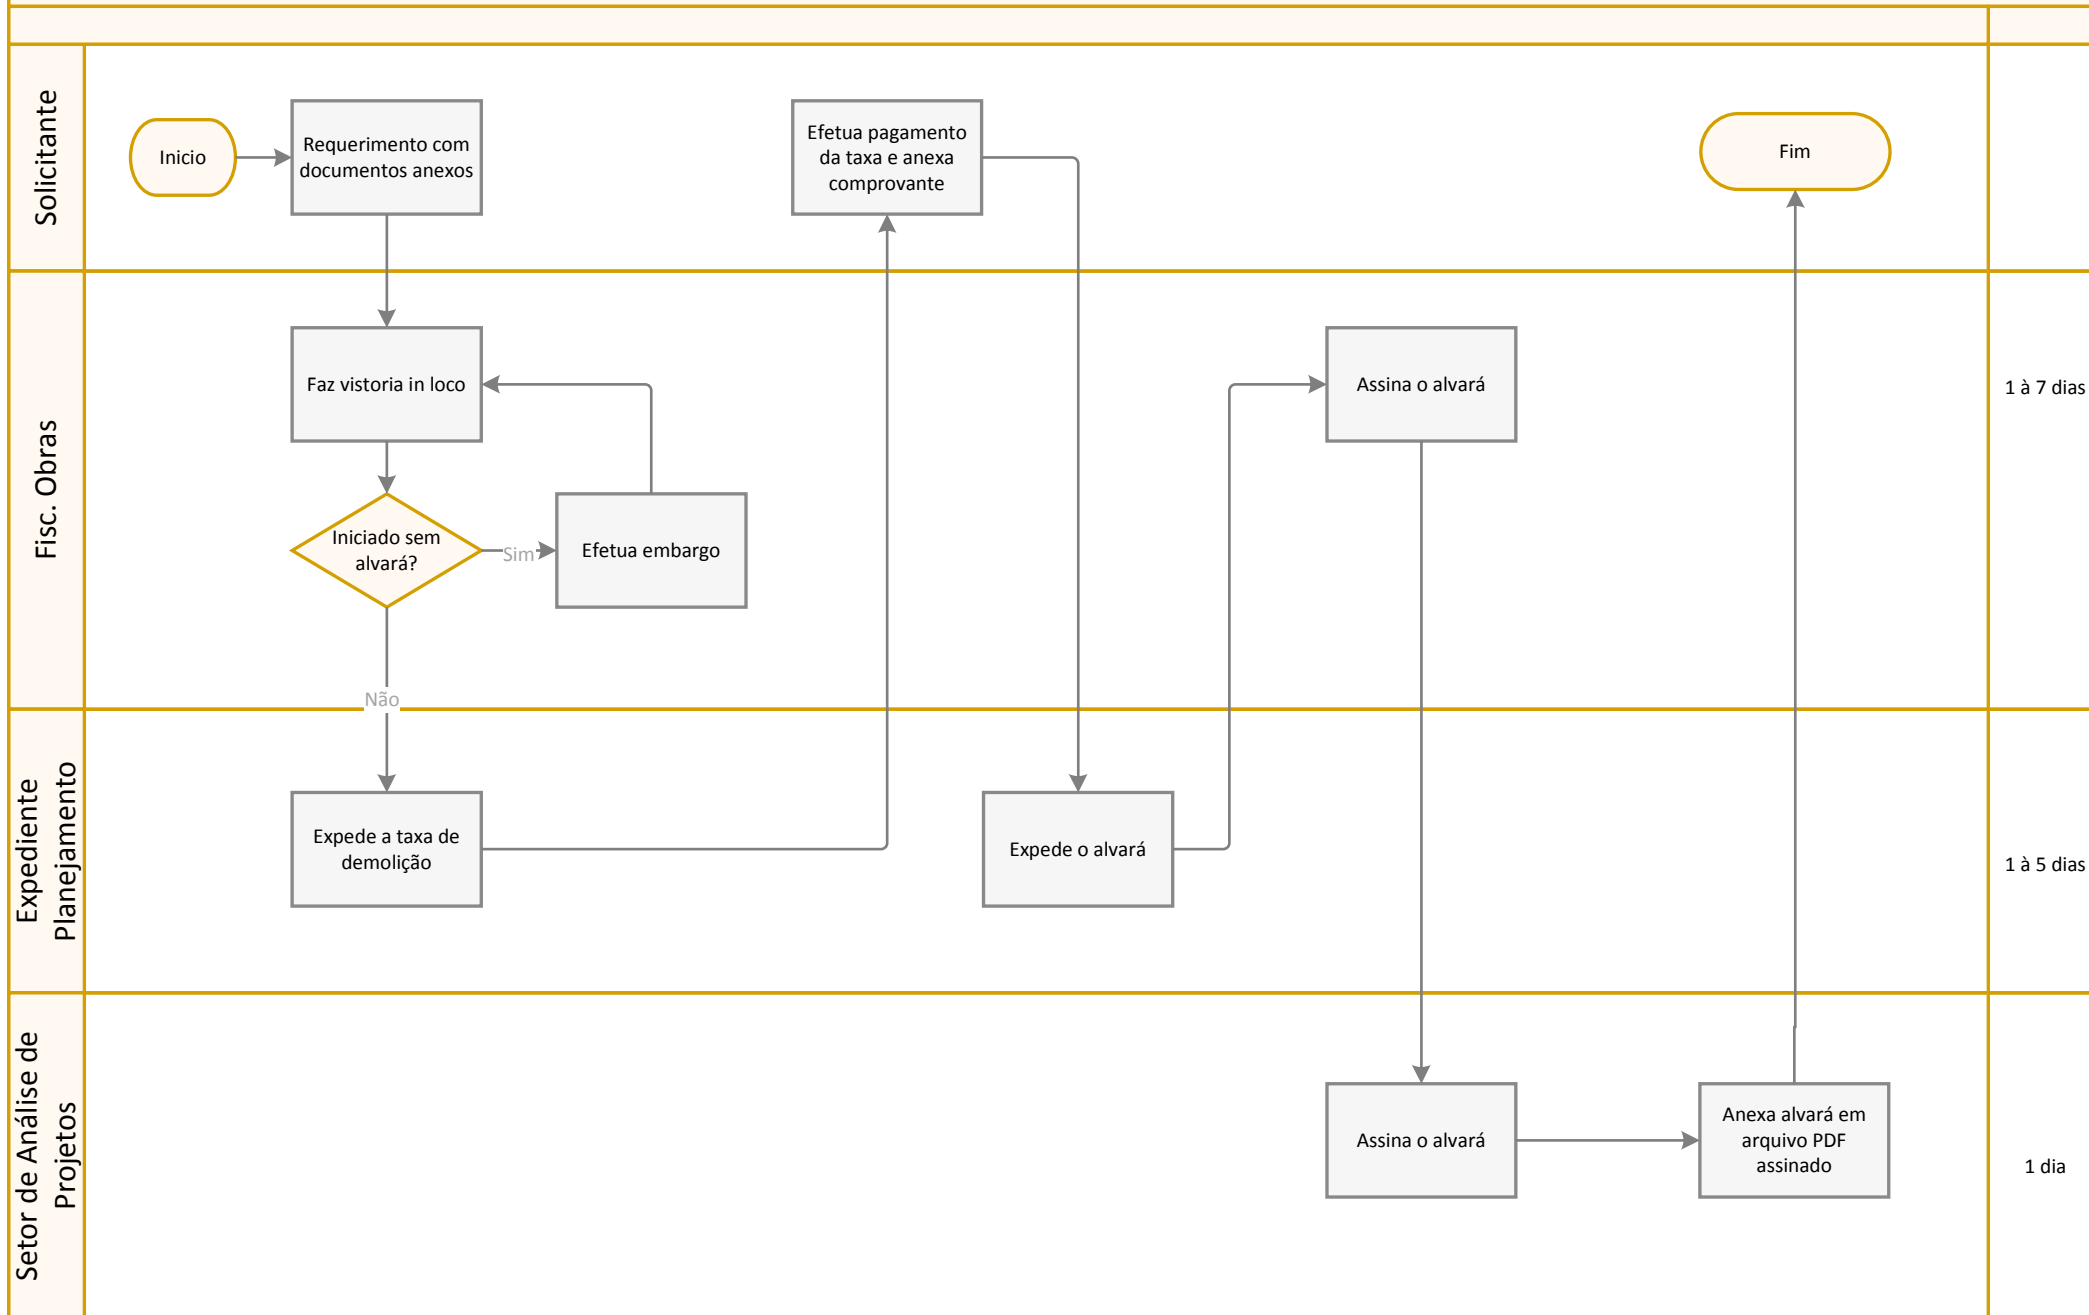 Solicitante
Inicio
Requerimento com
documentos anexos
Efetua pagamento
da taxa e anexa
comprovante
Fim
Fisc. Obras
Faz vistoria in loco
Assina o alvará
1 à 7 dias
Iniciado sem
alvará?
Sim
Efetua embargo
Não
Expediente
Planejamento
Expede a taxa de
demolição
Expede o alvará
1 à 5 dias
Setor de Análise de
Projetos
Assina o alvará
Anexa alvará em
arquivo PDF
assinado
1 dia